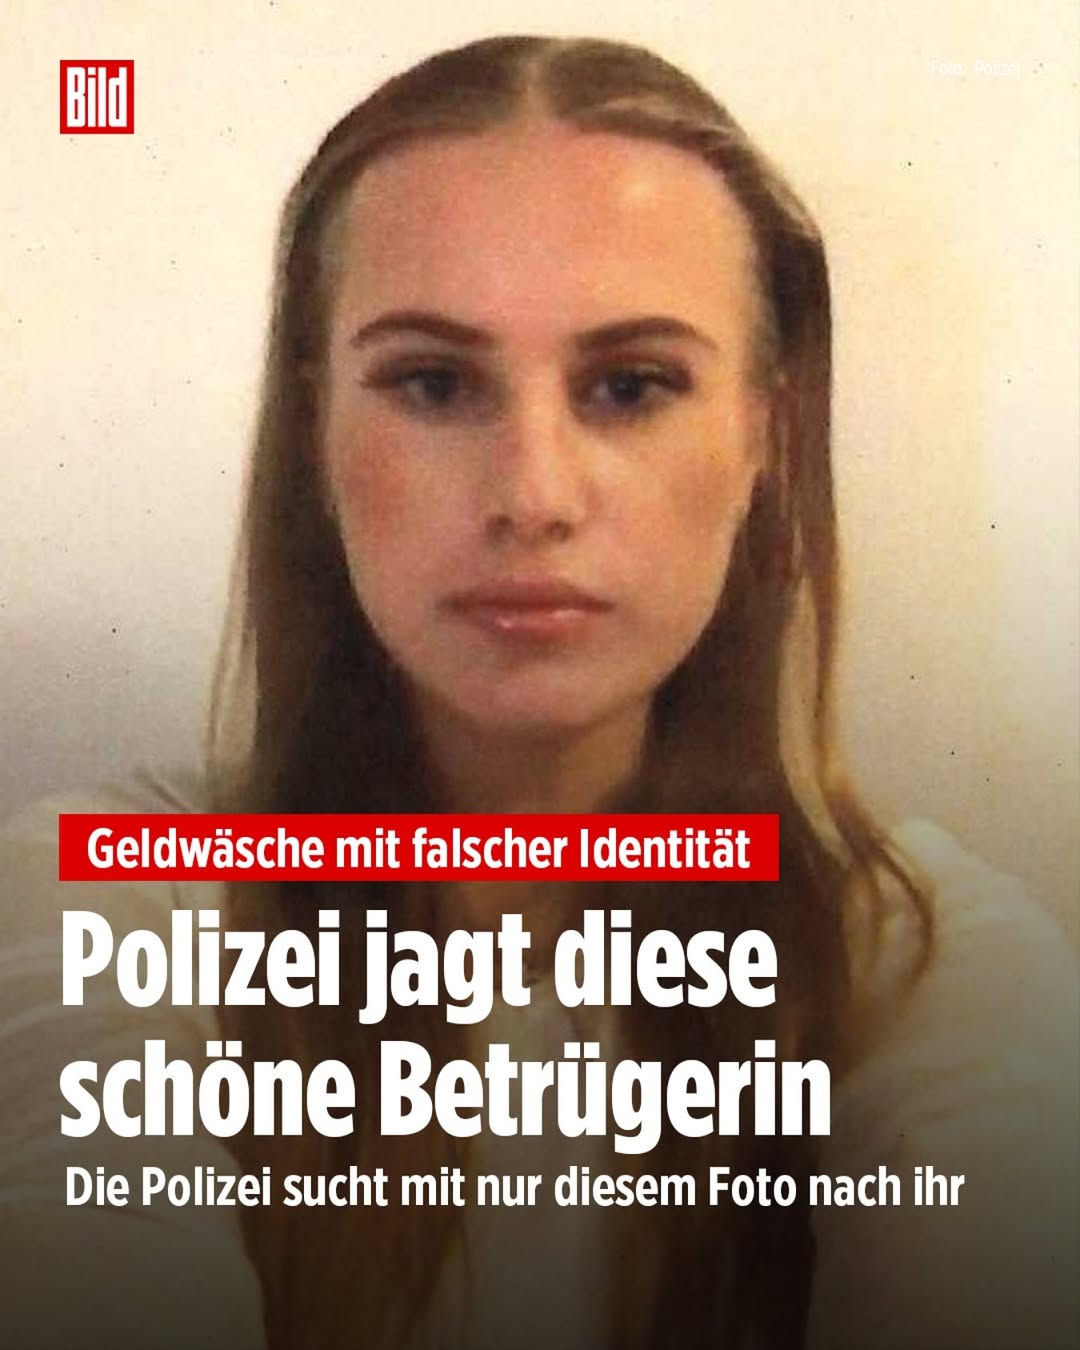 Bild
Foto: Polizei
Geldwäsche mit falscher Identität
Polizei jagt diese
schöne Betrügerin
Die Polizei sucht mit nur diesem Foto nach ihr